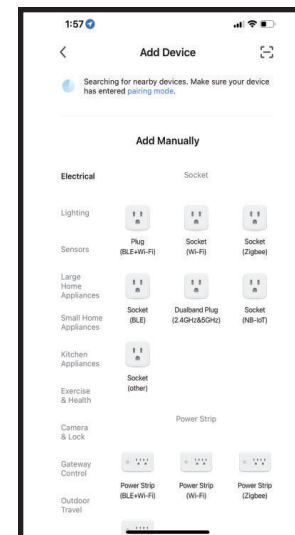 1:57
Add Device
Searching for nearby devices. Make sure your device
has entered pairing mode.
Add Manually
Electrical
Socket
Lighting
Plug
(BLE+Wi-Fi)
Socket
(Wi-Fi)
Socket
(Zigbee)
Sensors
Large
Home
Appliances
Socket
(BLE)
Dualband Plug
(2.4GHz&5GHz)
Socket
(NB-IoT)
Small Home
Appliances
Kitchen
Appliances
Socket
(other)
Exercise
& Health
Power Strip
Camera
& Lock
Gateway
Control
Power Strip
(BLE+Wi-Fi)
Power Strip
(Wi-Fi)
Power Strip
(Zigbee)
Outdoor
Travel